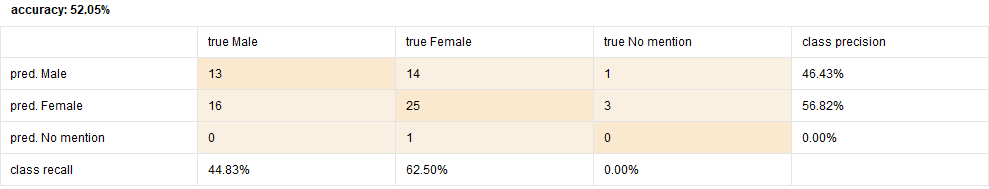 accuracy: 52.05%
true Male true Female true No mention class precision
pred. Male 13 14 1 46.43%
pred. Female 16 25 3 56.82%
pred. No mention 0 1 0 0.00%
class recall 44.83% 62.50% 0.00%